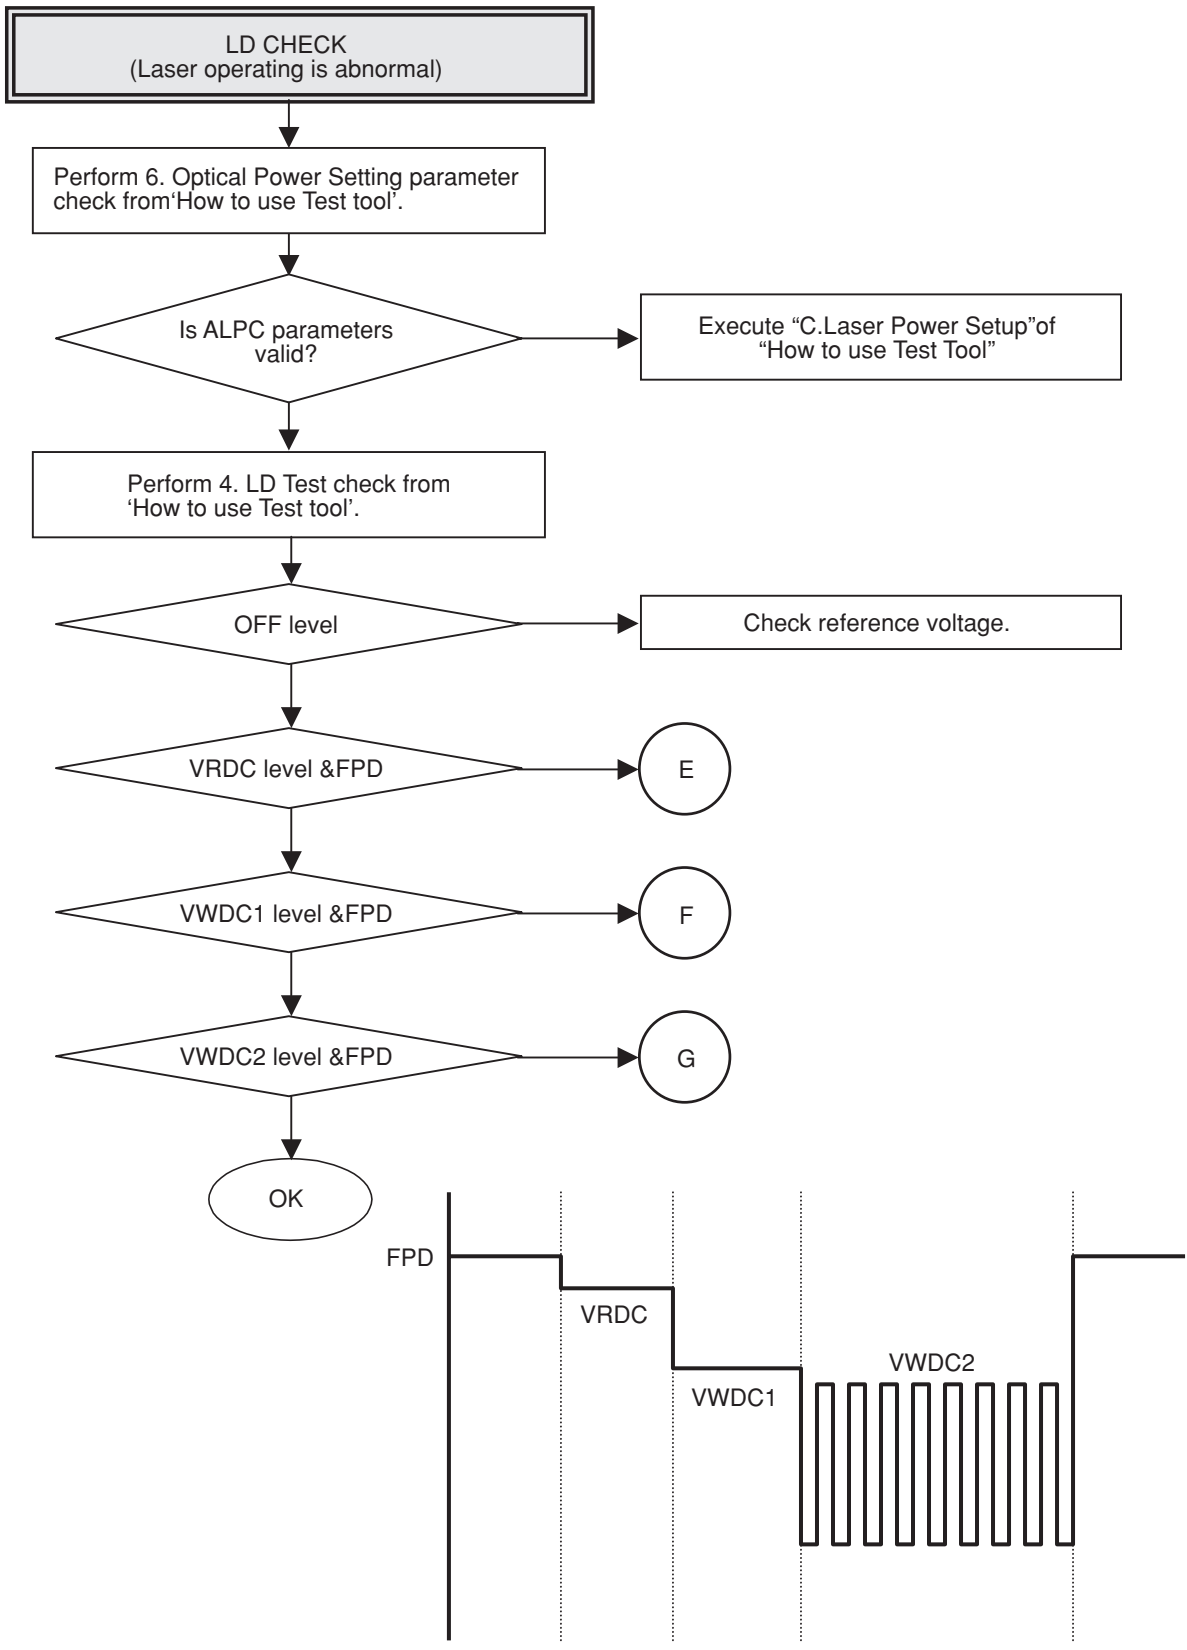 LD CHECK
(Laser operating is abnormal)
Perform 6. Optical Power Setting parameter
check from‘How to use Test tool’.
Is ALPC parameters
valid?
Execute “C.Laser Power Setup”of
“How to use Test Tool”
Perform 4. LD Test check from
‘How to use Test tool’.
OFF level
Check reference voltage.
VRDC level &FPD
E
VWDC1 level &FPD
F
VWDC2 level &FPD
G
OK
FPD
VRDC
VWDC1
VWDC2